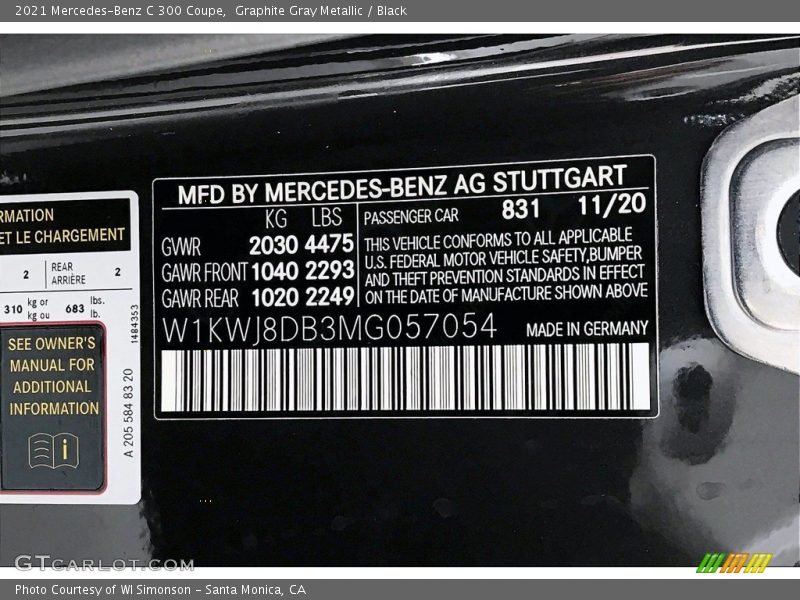 2021 Mercedes-Benz C 300 Coupe,  Graphite Gray Metallic / Black
RMATION
ET LE CHARGEMENT
2 REAR ARRIÈRE 2
310 kg or kg ou 683 lbs. lb.
SEE OWNER'S
MANUAL FOR
ADDITIONAL
INFORMATION
i
1484353
A 205 584 83 20
MFD BY MERCEDES-BENZ AG STUTTGART
KG LBS
GVWR 2030 4475
GAWR FRONT 1040 2293
GAWR REAR 1020 2249
PASSENGER CAR 831 11/20
THIS VEHICLE CONFORMS TO ALL APPLICABLE
U.S. FEDERAL MOTOR VEHICLE SAFETY,BUMPER
AND THEFT PREVENTION STANDARDS IN EFFECT
ON THE DATE OF MANUFACTURE SHOWN ABOVE
W1KWJ8DB3MG057054 MADE IN GERMANY
GTCARLOT.COM
Photo Courtesy of WI Simonson - Santa Monica, CA